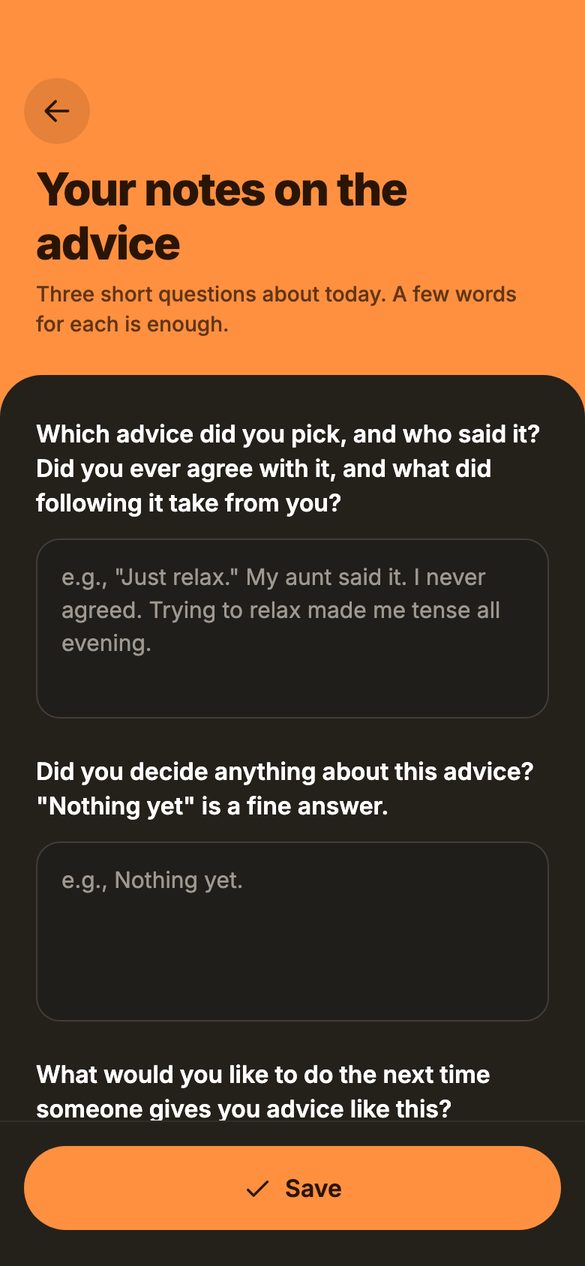 Your notes on the
advice
Three short questions about today. A few words
for each is enough.
Which advice did you pick, and who said it?
Did you ever agree with it, and what did
following it take from you?
e.g., "Just relax." My aunt said it. I never
agreed. Trying to relax made me tense all
evening.
Did you decide anything about this advice?
"Nothing yet" is a fine answer.
e.g., Nothing yet.
What would you like to do the next time
someone gives you advice like this?
Save